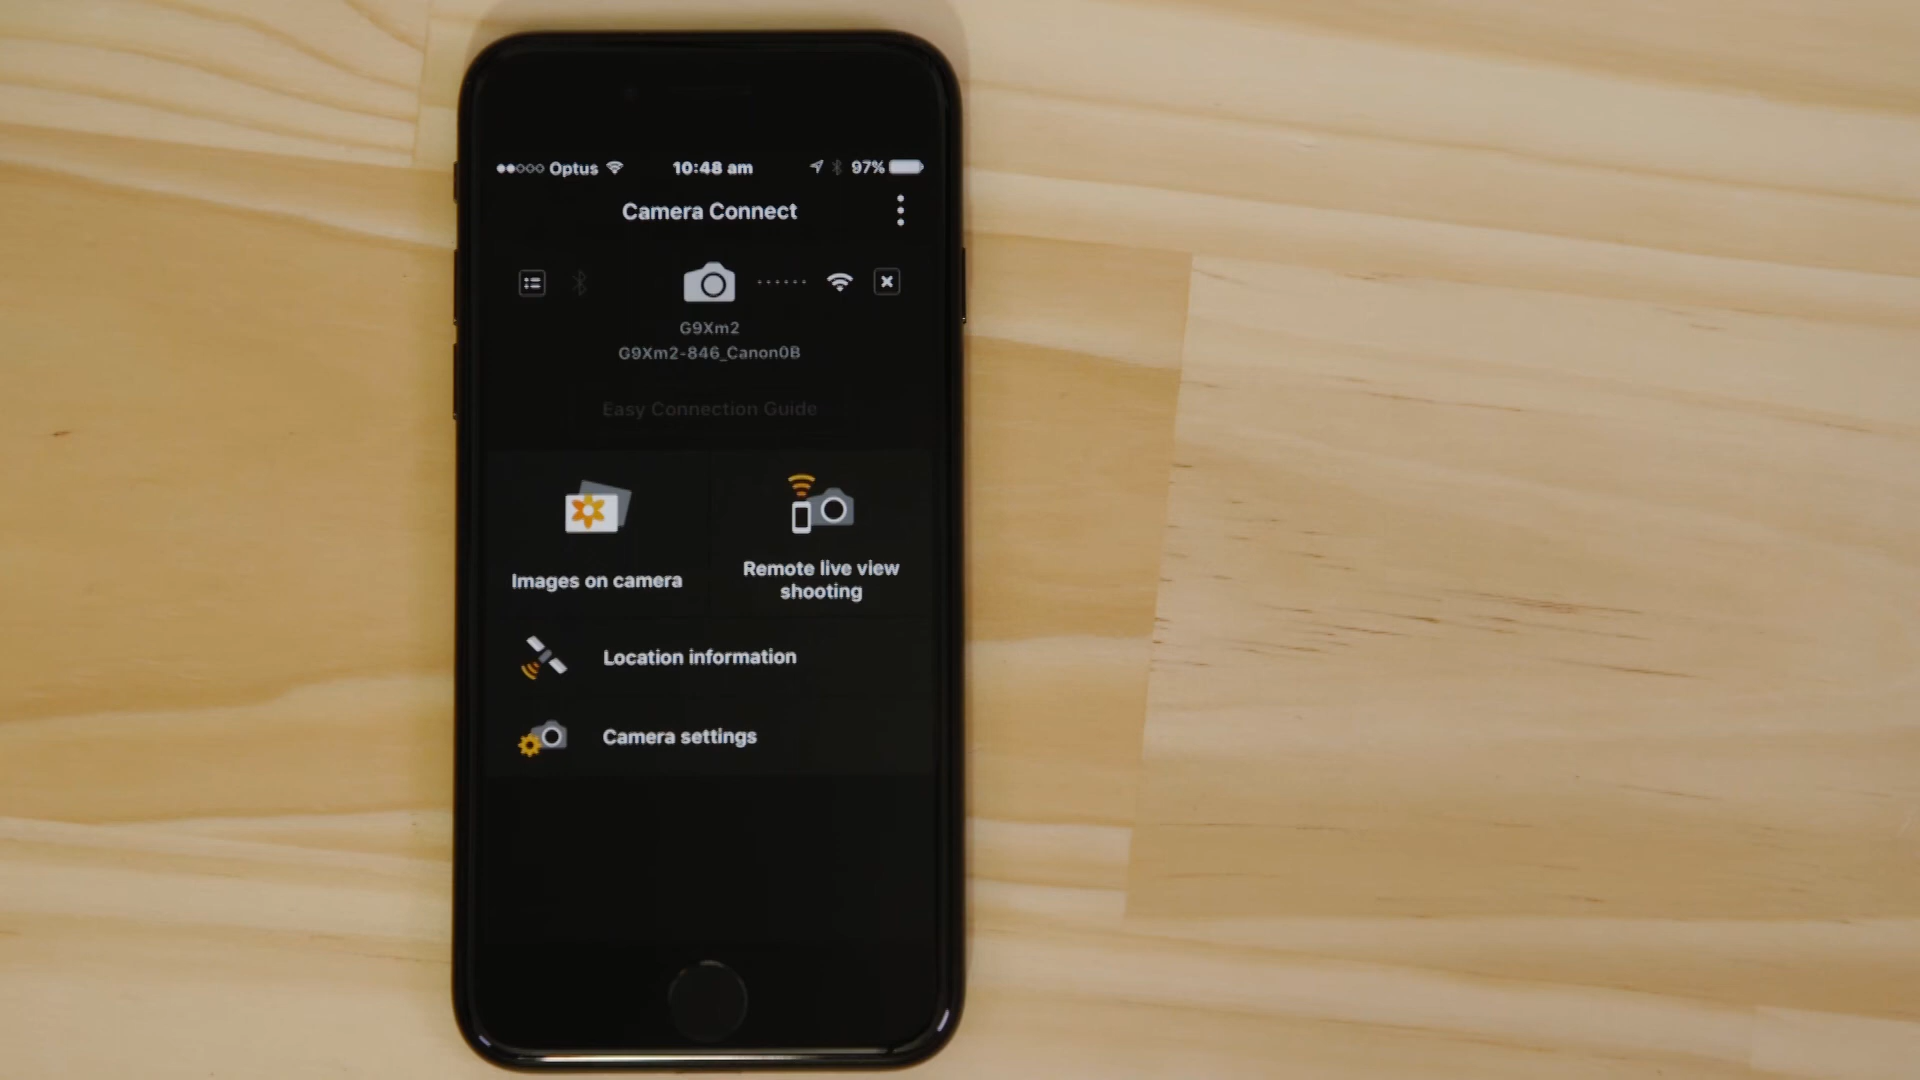 Optus 10:48 am 97%
Camera Connect
G9Xm2
G9Xm2-846_Canon0B
Easy Connection Guide
Images on camera
Remote live view
shooting
Location information
Camera settings